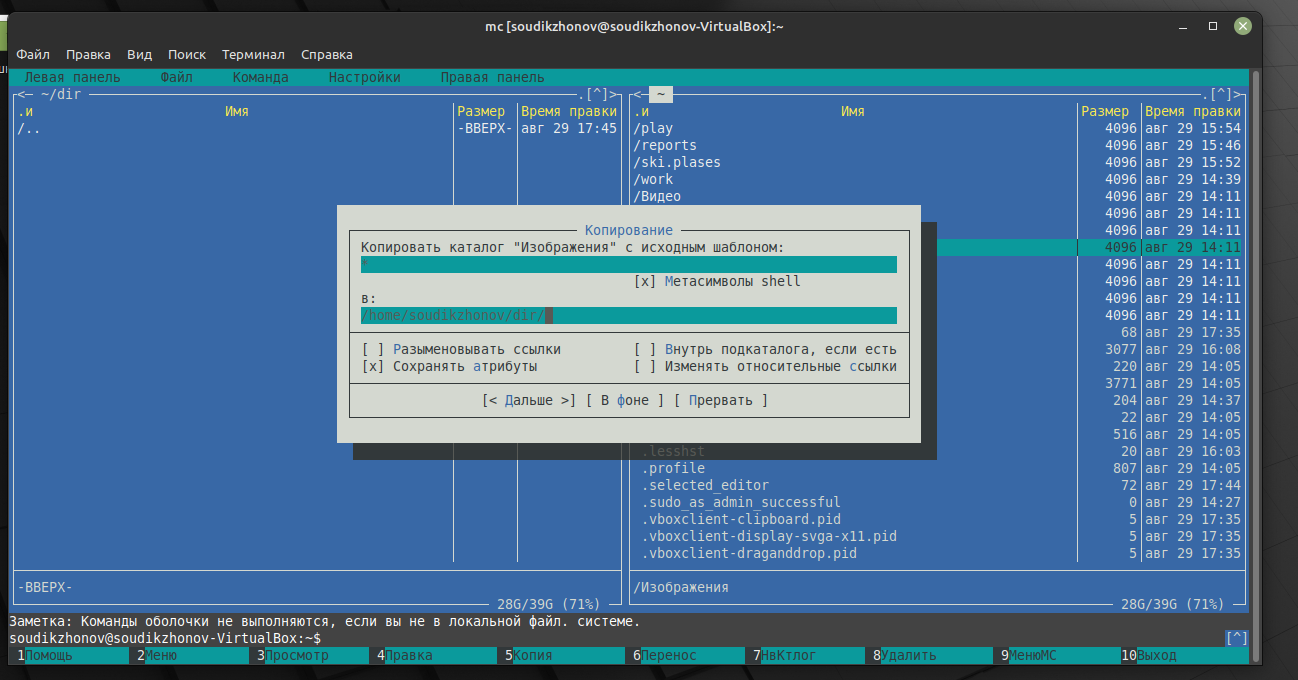 mc [soudikzhonov@soudikzhonov-VirtualBox]:~
Файл Правка Вид Поиск Терминал Справка
Левая панель Файл Команда Настройки Правая панель
<─ ~/dir .[^]> <─ ~ .[^]>
.и Имя Размер Время правки .и Имя Размер Время правки
/.. -ВВЕРХ- авг 29 17:45 /play 4096 авг 29 15:54
/reports 4096 авг 29 15:46
/ski.plases 4096 авг 29 15:52
/work 4096 авг 29 14:39
/Видео 4096 авг 29 14:11
4096 авг 29 14:11
Копирование 4096 авг 29 14:11
Копировать каталог "Изображения" с исходным шаблоном: 4096 авг 29 14:11
* 4096 авг 29 14:11
[x] Метасимволы shell 4096 авг 29 14:11
в: 4096 авг 29 14:11
/home/soudikzhonov/dir/ 4096 авг 29 14:11
68 авг 29 17:35
[ ] Разыменовывать ссылки [ ] Внутрь подкаталога, если есть 3077 авг 29 16:08
[x] Сохранять атрибуты [ ] Изменять относительные ссылки 220 авг 29 14:05
3771 авг 29 14:05
[< Дальше >] [ В фоне ] [ Прервать ] 204 авг 29 14:37
22 авг 29 14:05
516 авг 29 14:05
.lesshst 20 авг 29 16:03
.profile 807 авг 29 14:05
.selected_editor 72 авг 29 17:44
.sudo_as_admin_successful 0 авг 29 14:27
.vboxclient-clipboard.pid 5 авг 29 17:35
.vboxclient-display-svga-x11.pid 5 авг 29 17:35
.vboxclient-draganddrop.pid 5 авг 29 17:35
-ВВЕРХ- /Изображения
28G/39G (71%) 28G/39G (71%)
Заметка: Команды оболочки не выполняются, если вы не в локальной файл. системе.
soudikzhonov@soudikzhonov-VirtualBox:~$ [^]
1Помощь 2Меню 3Просмотр 4Правка 5Копия 6Перенос 7НвКтлог 8Удалить 9МенюМС 10Выход